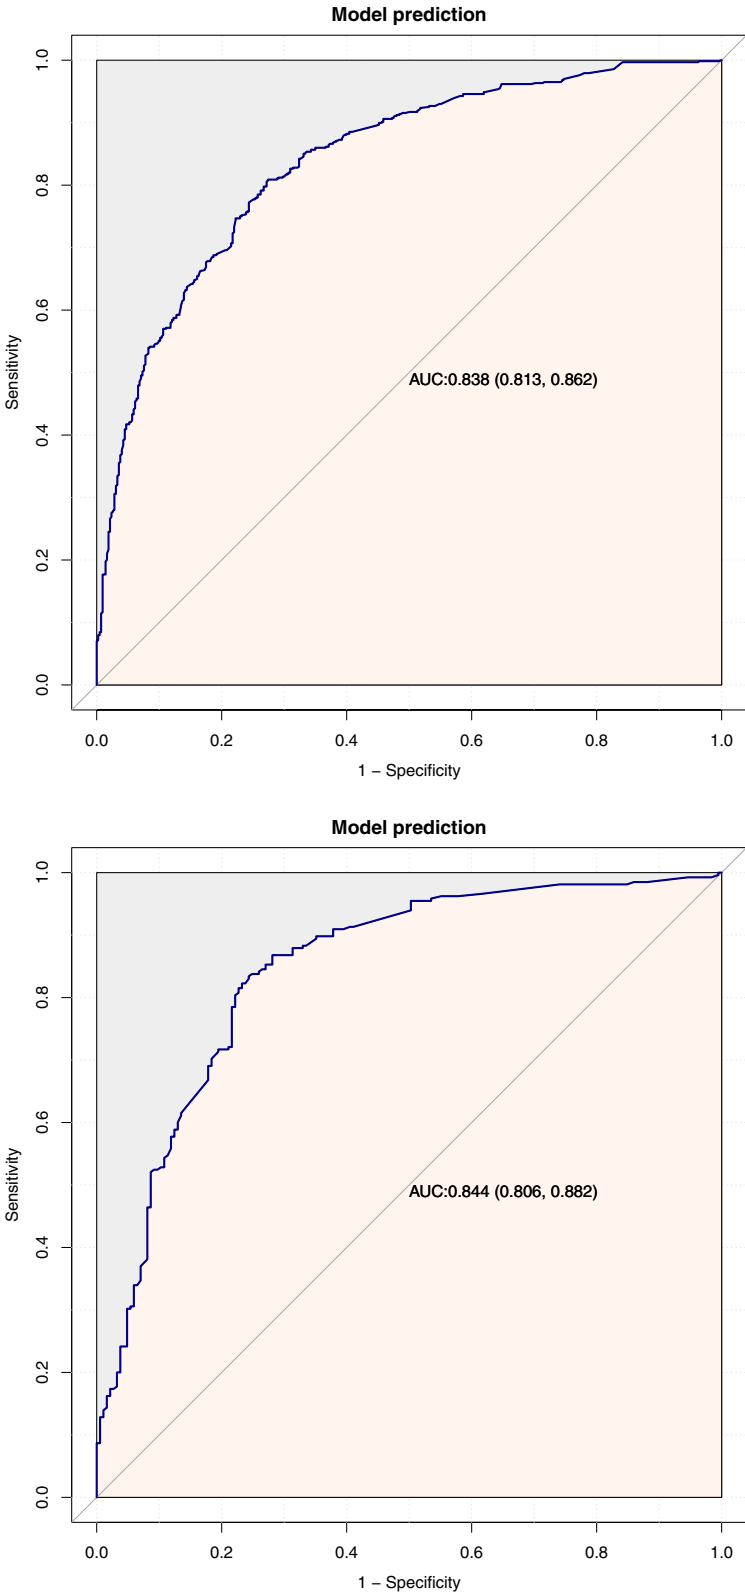 Model prediction
1.0
0.8
0.6
0.4
0.2
0.0
Sensitivity
AUC:0.838 (0.813, 0.862)
0.0 0.2 0.4 0.6 0.8 1.0
1 − Specificity
Model prediction
1.0
0.8
0.6
0.4
0.2
0.0
Sensitivity
AUC:0.844 (0.806, 0.882)
0.0 0.2 0.4 0.6 0.8 1.0
1 − Specificity